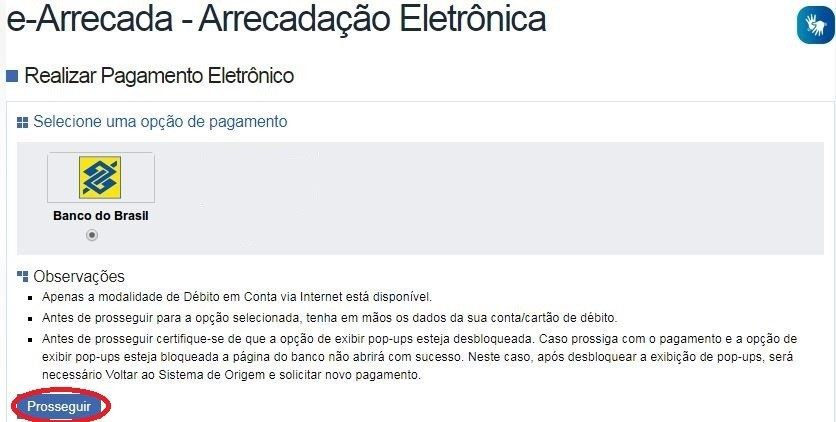 e-Arrecada - Arrecadação Eletrônica
Realizar Pagamento Eletrônico
Selecione uma opção de pagamento
Banco do Brasil
Observações
Apenas a modalidade de Débito em Conta via Internet está disponível.
Antes de prosseguir para a opção selecionada, tenha em mãos os dados da sua conta/cartão de débito.
Antes de prosseguir certifique-se de que a opção de exibir pop-ups esteja desbloqueada. Caso prossiga com o pagamento e a opção de
exibir pop-ups esteja bloqueada a página do banco não abrirá com sucesso. Neste caso, após desbloquear a exibição de pop-ups, será
necessário Voltar ao Sistema de Origem e solicitar novo pagamento.
Prosseguir